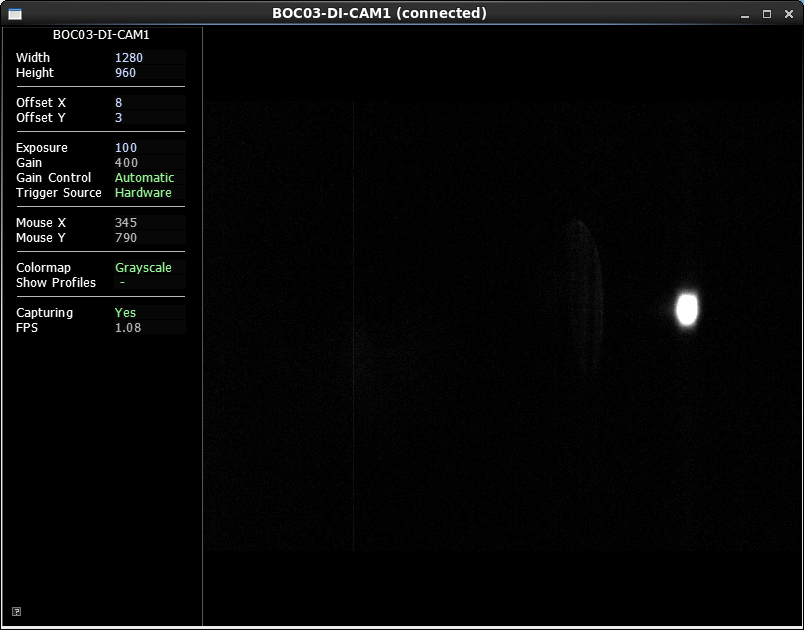 BOC03-DI-CAM1 (connected)
BOC03-DI-CAM1
Width 1280
Height 960
Offset X 8
Offset Y 3
Exposure 100
Gain 400
Gain Control Automatic
Trigger Source Hardware
Mouse X 345
Mouse Y 790
Colormap Grayscale
Show Profiles -
Capturing Yes
FPS 1.08
?